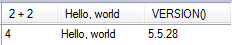 2 + 2 Hello, world VERSION()
4 Hello, world 5.5.28